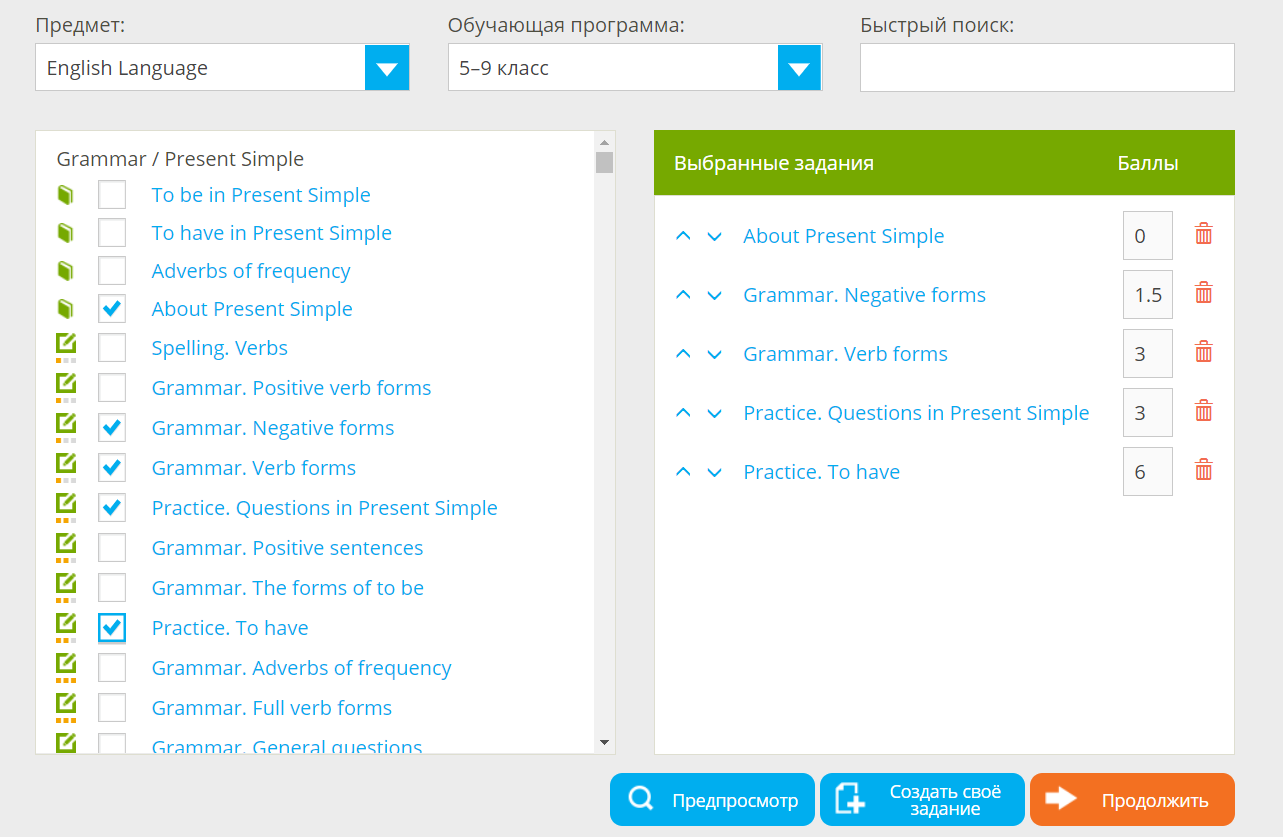 Предмет:
Обучающая программа:
Быстрый поиск:
English Language
5–9 класс
Grammar / Present Simple
To be in Present Simple
To have in Present Simple
Adverbs of frequency
About Present Simple
Spelling. Verbs
Grammar. Positive verb forms
Grammar. Negative forms
Grammar. Verb forms
Practice. Questions in Present Simple
Grammar. Positive sentences
Grammar. The forms of to be
Practice. To have
Grammar. Adverbs of frequency
Grammar. Full verb forms
Grammar. General questions
Выбранные задания Баллы
About Present Simple 0
Grammar. Negative forms 1.5
Grammar. Verb forms 3
Practice. Questions in Present Simple 3
Practice. To have 6
Предпросмотр
Создать своё
задание
Продолжить